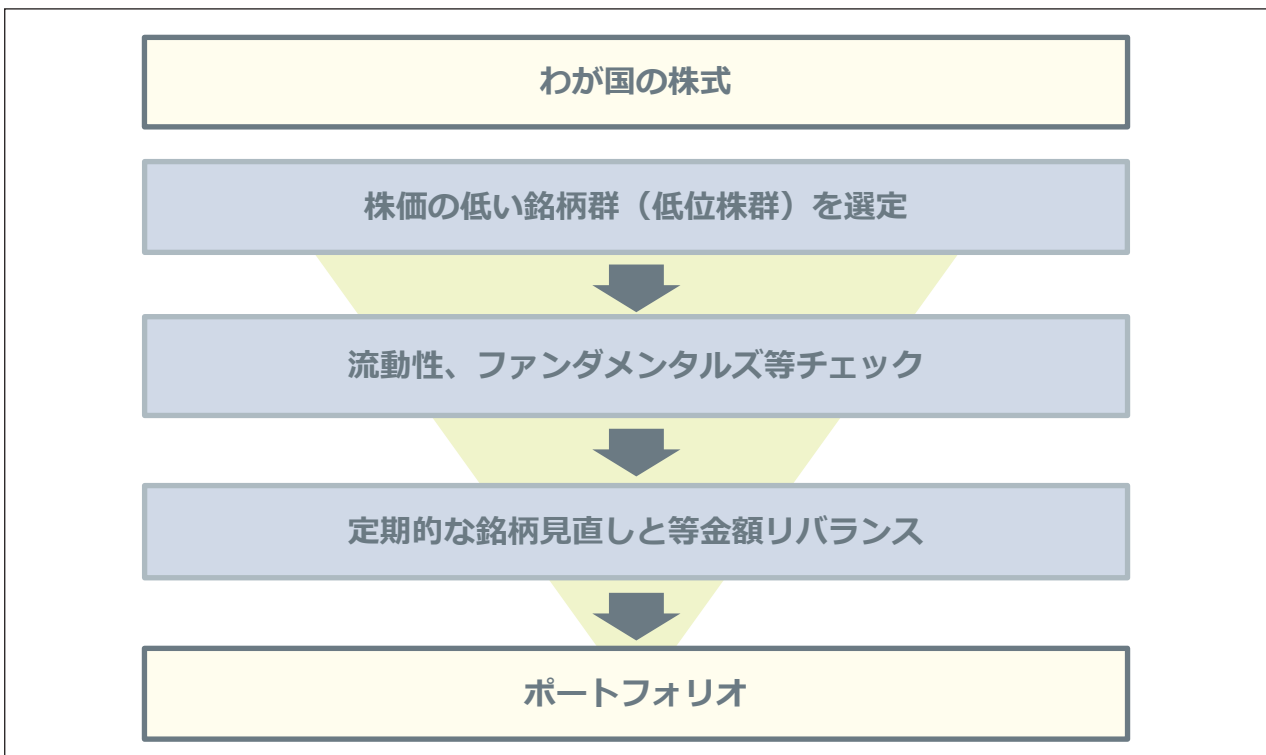 わが国の株式
株価の低い銘柄群（低位株群）を選定
流動性、ファンダメンタルズ等チェック
定期的な銘柄見直しと等金額リバランス
ポートフォリオ